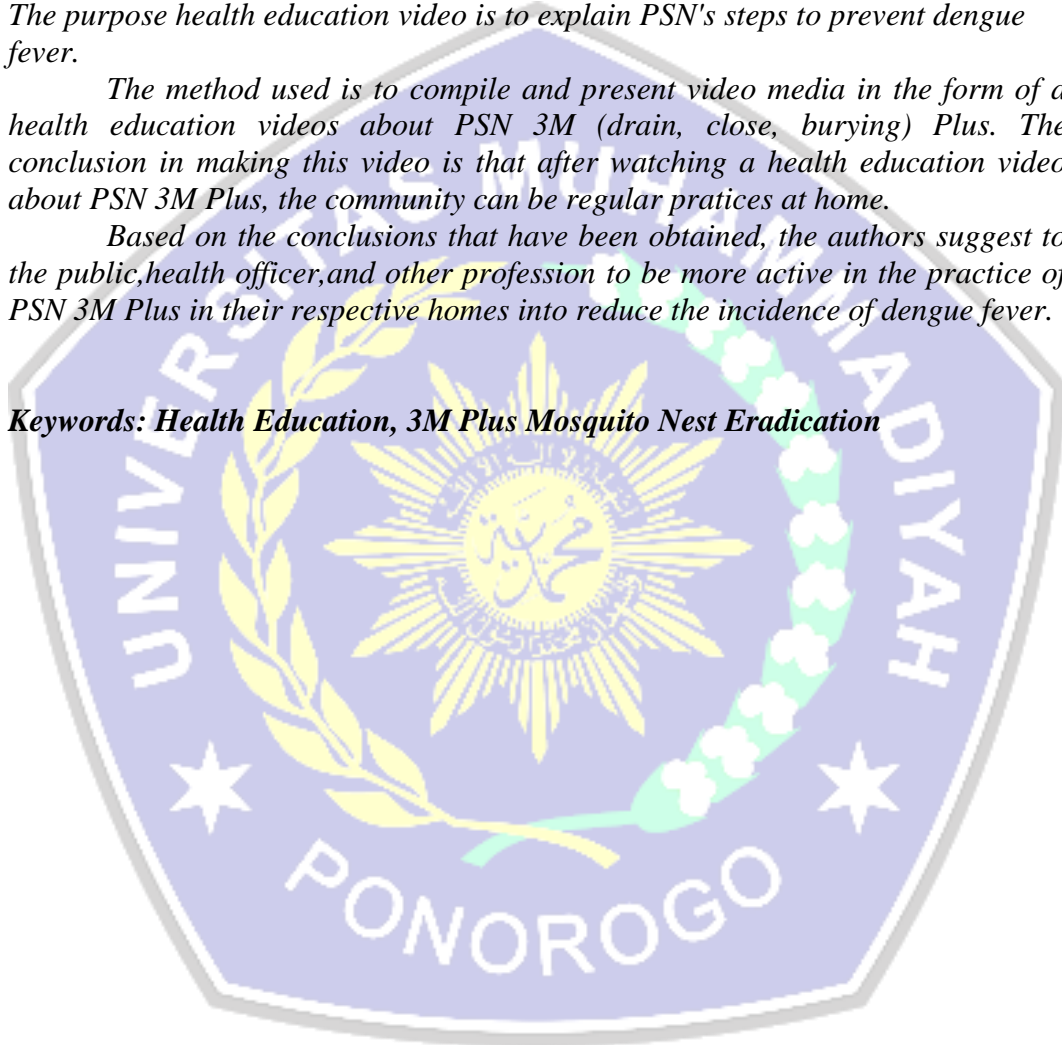 The purpose health education video is to explain PSN's steps to prevent dengue
fever.
The method used is to compile and present video media in the form of a
health education videos about PSN 3M (drain, close, burying) Plus. The
conclusion in making this video is that after watching a health education video
about PSN 3M Plus, the community can be regular pratices at home.
Based on the conclusions that have been obtained, the authors suggest to
the public,health officer,and other profession to be more active in the practice of
PSN 3M Plus in their respective homes into reduce the incidence of dengue fever.
Keywords: Health Education, 3M Plus Mosquito Nest Eradication
UNIVERSITAS MUHAMMADIYAH
PONOROGO